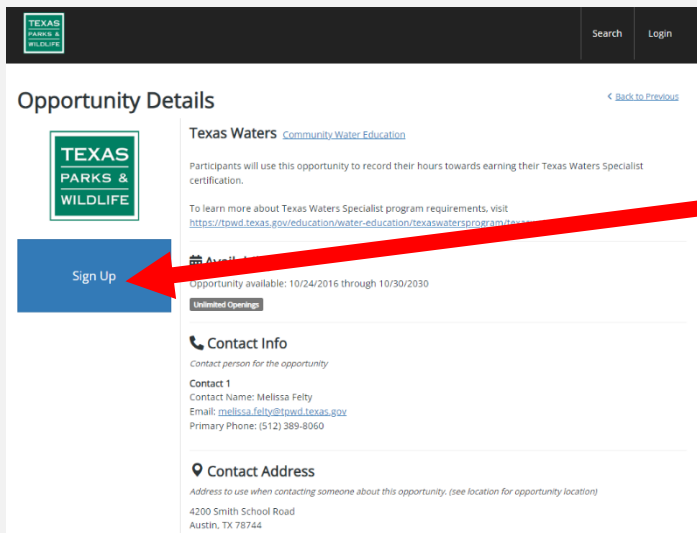 TEXAS
PARKS &
WILDLIFE
Search
Login
Opportunity Details
< Back to Previous
TEXAS
PARKS &
WILDLIFE
Sign Up
Texas Waters Community Water Education
Participants will use this opportunity to record their hours towards earning their Texas Waters Specialist
certification.
To learn more about Texas Waters Specialist program requirements, visit
https://tpwd.texas.gov/education/water-education/texaswatersprogram/texas
Opportunity available: 10/24/2016 through 10/30/2030
Unlimited Openings
Contact Info
Contact person for the opportunity
Contact 1
Contact Name: Melissa Felty
Email: melissa.felty@tpwd.texas.gov
Primary Phone: (512) 389-8060
Contact Address
Address to use when contacting someone about this opportunity. (see location for opportunity location)
4200 Smith School Road
Austin, TX 78744